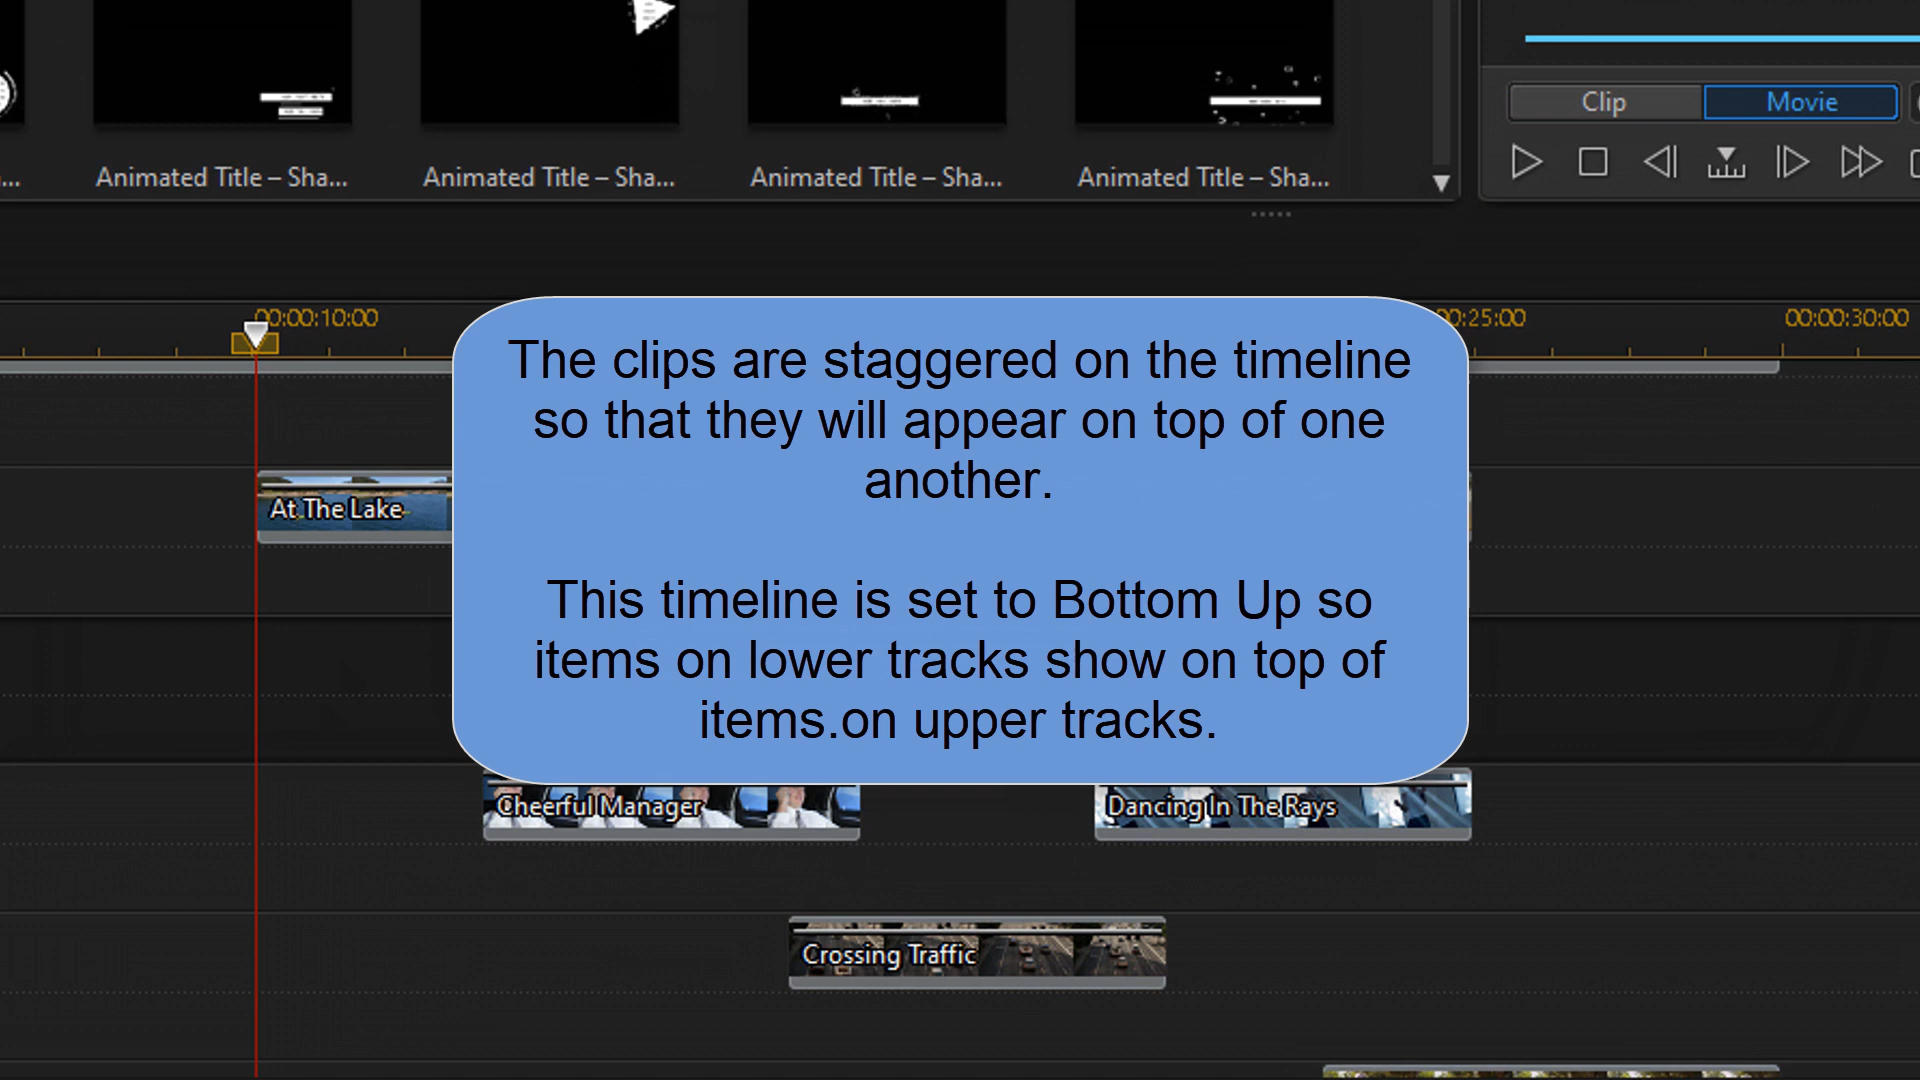 ...
Animated Title – Sha...
Animated Title – Sha...
Animated Title – Sha...
Animated Title – Sha...
Clip
Movie
00:00:10:00
0:25:00
00:00:30:00
The clips are staggered on the timeline
so that they will appear on top of one
another.
This timeline is set to Bottom Up so
items on lower tracks show on top of
items.on upper tracks.
At The Lake
Cheerful Manager
Dancing In The Rays
Crossing Traffic